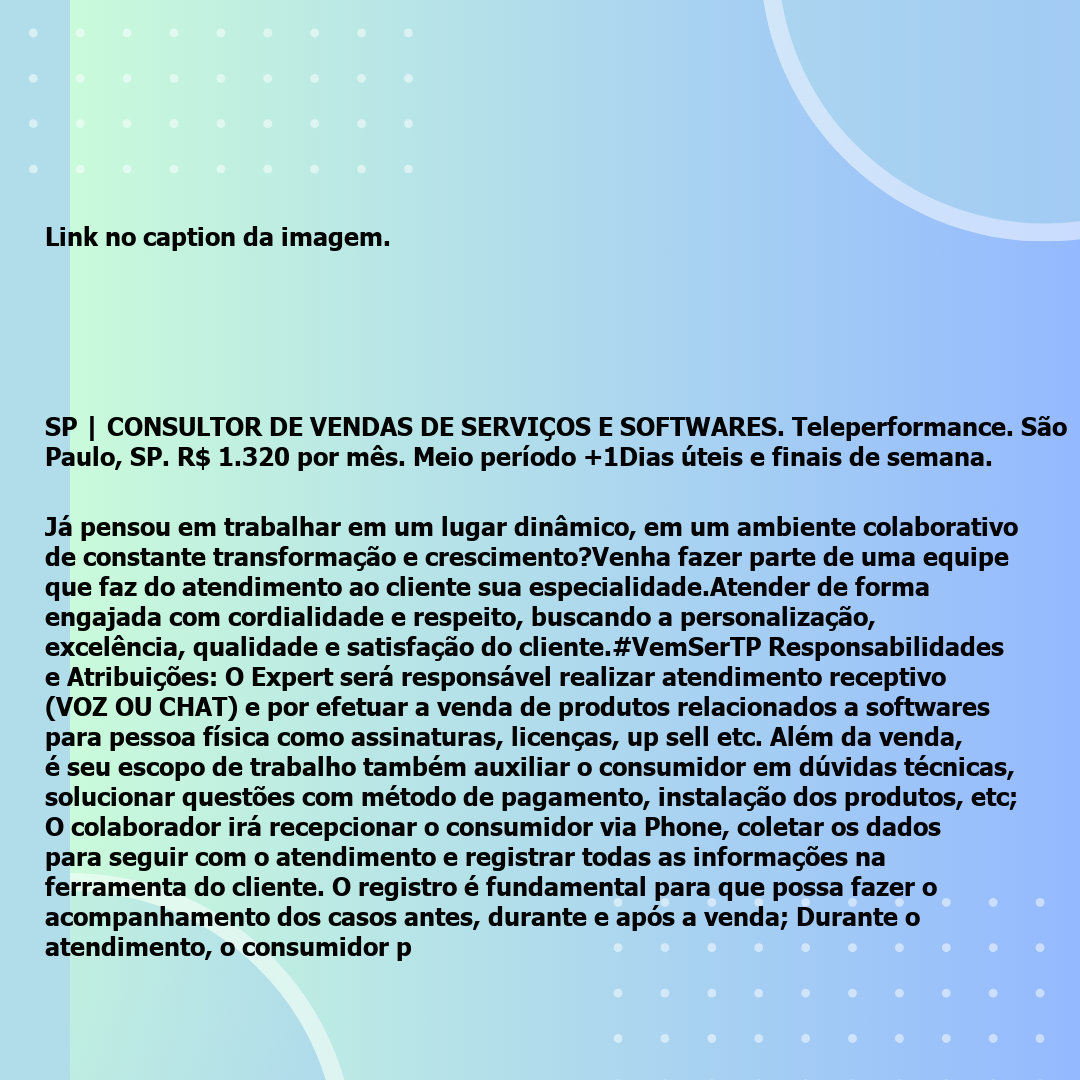 Link no caption da imagem.
SP | CONSULTOR DE VENDAS DE SERVIÇOS E SOFTWARES. Teleperformance. São
Paulo, SP. R$ 1.320 por mês. Meio período +1Dias úteis e finais de semana.
Já pensou em trabalhar em um lugar dinâmico, em um ambiente colaborativo
de constante transformação e crescimento?Venha fazer parte de uma equipe
que faz do atendimento ao cliente sua especialidade.Atender de forma
engajada com cordialidade e respeito, buscando a personalização,
excelência, qualidade e satisfação do cliente.#VemSerTP Responsabilidades
e Atribuições: O Expert será responsável realizar atendimento receptivo
(VOZ OU CHAT) e por efetuar a venda de produtos relacionados a softwares
para pessoa física como assinaturas, licenças, up sell etc. Além da venda,
é seu escopo de trabalho também auxiliar o consumidor em dúvidas técnicas,
solucionar questões com método de pagamento, instalação dos produtos, etc;
O colaborador irá recepcionar o consumidor via Phone, coletar os dados
para seguir com o atendimento e registrar todas as informações na
ferramenta do cliente. O registro é fundamental para que possa fazer o
acompanhamento dos casos antes, durante e após a venda; Durante o
atendimento, o consumidor p